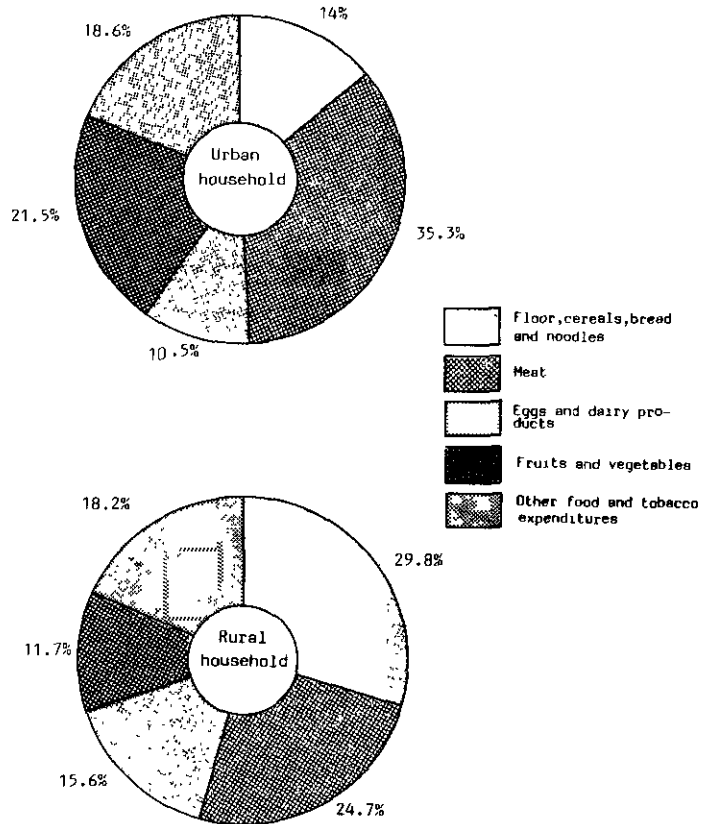 18.6%
14%
Urban
household
21.5%
35.3%
10.5%
Floor,cereals,bread
and noodles
Meat
Eggs and dairy pro-
ducts
Fruits and vegetables
Other food and tobacco
expenditures
18.2%
29.8%
Rural
household
11.7%
15.6%
24.7%